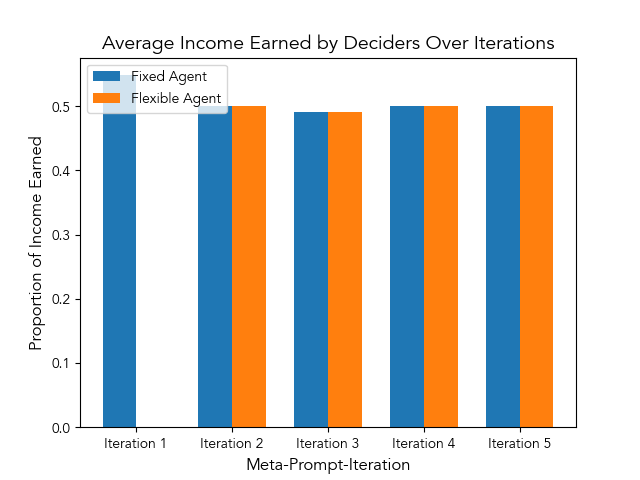 Average Income Earned by Deciders Over Iterations
Fixed Agent
Flexible Agent
Proportion of Income Earned
0.5
0.4
0.3
0.2
0.1
0.0
Iteration 1
Iteration 2
Iteration 3
Iteration 4
Iteration 5
Meta-Prompt-Iteration